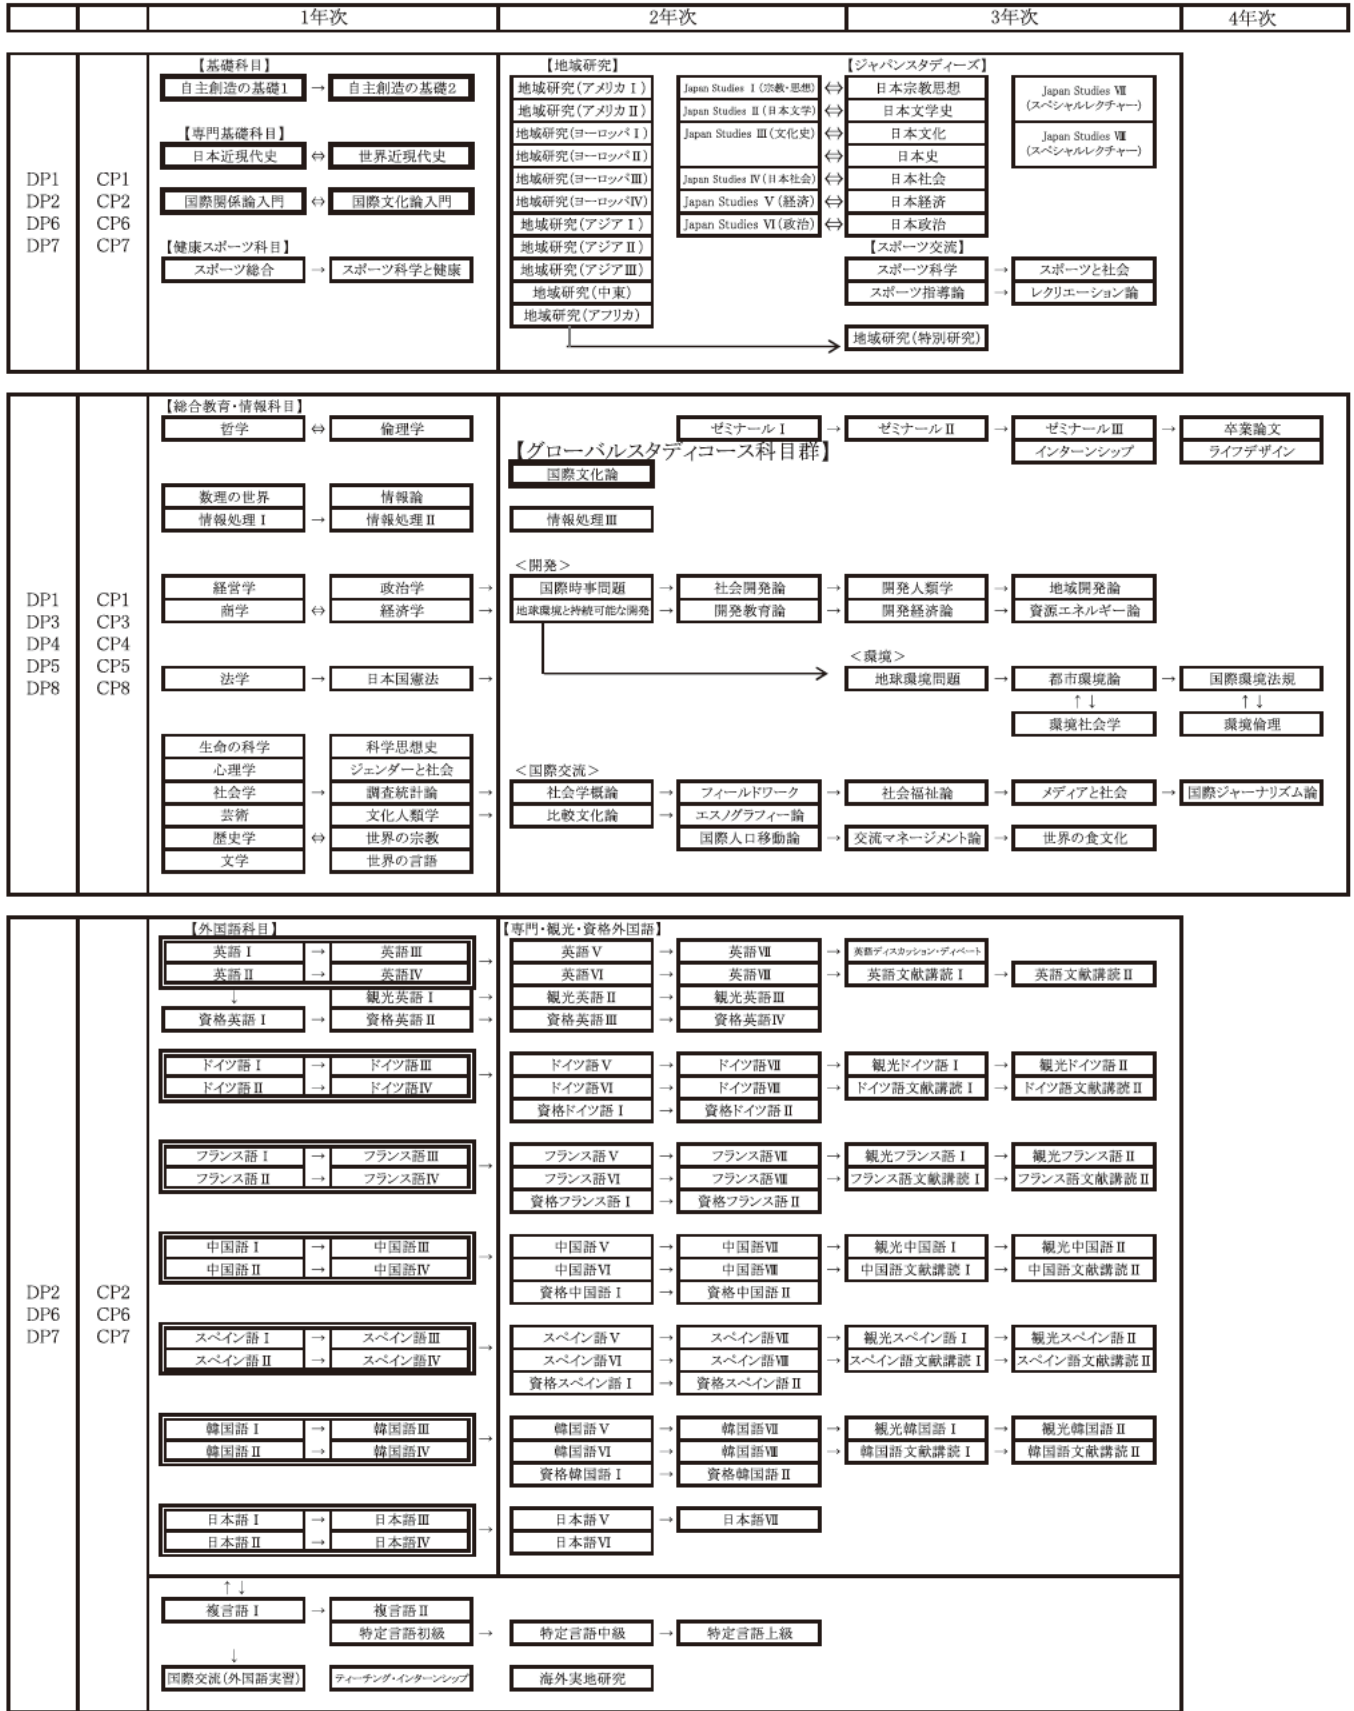 1年次 2年次 3年次 4年次
【基礎科目】 【地域研究】 【ジャパンスタディーズ】
自主創造の基礎1 → 自主創造の基礎2 地域研究(アメリカⅠ) Japan Studies Ⅰ(宗教・思想) ⇔ 日本宗教思想 Japan Studies Ⅶ
(スペシャルレクチャー)
地域研究(アメリカⅡ) Japan Studies Ⅱ(日本文学) ⇔ 日本文学史
【専門基礎科目】 地域研究(ヨーロッパⅠ) Japan Studies Ⅲ(文化史) ⇔ 日本文化 Japan Studies Ⅷ
(スペシャルレクチャー)
日本近現代史 ⇔ 世界近現代史 地域研究(ヨーロッパⅡ) ⇔ 日本史
DP1 CP1 地域研究(ヨーロッパⅢ) Japan Studies Ⅳ(日本社会) ⇔ 日本社会
DP2 CP2 国際関係論入門 ⇔ 国際文化論入門 地域研究(ヨーロッパⅣ) Japan Studies Ⅴ(経済) ⇔ 日本経済
DP6 CP6 地域研究(アジアⅠ) Japan Studies Ⅵ(政治) ⇔ 日本政治
DP7 CP7 【健康スポーツ科目】 地域研究(アジアⅡ) 【スポーツ交流】
スポーツ総合 → スポーツ科学と健康 地域研究(アジアⅢ) スポーツ科学 → スポーツと社会
地域研究(中東) スポーツ指導論 → レクリエーション論
地域研究(アフリカ)
地域研究(特別研究)
【総合教育・情報科目】
哲学 ⇔ 倫理学 ゼミナールⅠ → ゼミナールⅡ → ゼミナールⅢ → 卒業論文
【グローバルスタディコース科目群】 インターンシップ ライフデザイン
国際文化論
数理の世界 情報論
情報処理Ⅰ → 情報処理Ⅱ 情報処理Ⅲ
<開発>
経営学 政治学 → 国際時事問題 → 社会開発論 → 開発人類学 → 地域開発論
DP1 CP1
商学 ⇔ 経済学 → 地球環境と持続可能な開発 → 開発教育論 → 開発経済論 → 資源エネルギー論
DP3 CP3
DP4 CP4
<環境>
DP5 CP5
法学 → 日本国憲法 → 地球環境問題 → 都市環境論 → 国際環境法規
DP8 CP8
↑↓ ↑↓
環境社会学 環境倫理
生命の科学 科学思想史
心理学 ジェンダーと社会 <国際交流>
社会学 → 調査統計論 → 社会学概論 → フィールドワーク → 社会福祉論 → メディアと社会 → 国際ジャーナリズム論
芸術 文化人類学 → 比較文化論 → エスノグラフィー論
歴史学 ⇔ 世界の宗教 国際人口移動論 → 交流マネージメント論 → 世界の食文化
文学 世界の言語
【外国語科目】 【専門・観光・資格外国語】
英語Ⅰ → 英語Ⅲ → 英語Ⅴ → 英語Ⅶ → 英語ディスカッション・ディベート
英語Ⅱ → 英語Ⅳ 英語Ⅵ → 英語Ⅷ → 英語文献講読Ⅰ → 英語文献講読Ⅱ
↓ 観光英語Ⅰ → 観光英語Ⅱ → 観光英語Ⅲ
資格英語Ⅰ → 資格英語Ⅱ → 資格英語Ⅲ → 資格英語Ⅳ
ドイツ語Ⅰ → ドイツ語Ⅲ → ドイツ語Ⅴ → ドイツ語Ⅶ → 観光ドイツ語Ⅰ → 観光ドイツ語Ⅱ
ドイツ語Ⅱ → ドイツ語Ⅳ ドイツ語Ⅵ → ドイツ語Ⅷ → ドイツ語文献講読Ⅰ → ドイツ語文献講読Ⅱ
資格ドイツ語Ⅰ → 資格ドイツ語Ⅱ
フランス語Ⅰ → フランス語Ⅲ → フランス語Ⅴ → フランス語Ⅶ → 観光フランス語Ⅰ → 観光フランス語Ⅱ
フランス語Ⅱ → フランス語Ⅳ フランス語Ⅵ → フランス語Ⅷ → フランス語文献講読Ⅰ → フランス語文献講読Ⅱ
資格フランス語Ⅰ → 資格フランス語Ⅱ
中国語Ⅰ → 中国語Ⅲ → 中国語Ⅴ → 中国語Ⅶ → 観光中国語Ⅰ → 観光中国語Ⅱ
中国語Ⅱ → 中国語Ⅳ 中国語Ⅵ → 中国語Ⅷ → 中国語文献講読Ⅰ → 中国語文献講読Ⅱ
DP2 CP2 資格中国語Ⅰ → 資格中国語Ⅱ
DP6 CP6
DP7 CP7 スペイン語Ⅰ → スペイン語Ⅲ → スペイン語Ⅴ → スペイン語Ⅶ → 観光スペイン語Ⅰ → 観光スペイン語Ⅱ
スペイン語Ⅱ → スペイン語Ⅳ スペイン語Ⅵ → スペイン語Ⅷ → スペイン語文献講読Ⅰ → スペイン語文献講読Ⅱ
資格スペイン語Ⅰ → 資格スペイン語Ⅱ
韓国語Ⅰ → 韓国語Ⅲ → 韓国語Ⅴ → 韓国語Ⅶ → 観光韓国語Ⅰ → 観光韓国語Ⅱ
韓国語Ⅱ → 韓国語Ⅳ 韓国語Ⅵ → 韓国語Ⅷ → 韓国語文献講読Ⅰ → 韓国語文献講読Ⅱ
資格韓国語Ⅰ → 資格韓国語Ⅱ
日本語Ⅰ → 日本語Ⅲ → 日本語Ⅴ → 日本語Ⅶ
日本語Ⅱ → 日本語Ⅳ 日本語Ⅵ
↑↓
複言語Ⅰ → 複言語Ⅱ
特定言語初級 → 特定言語中級 → 特定言語上級
↓
国際交流(外国語実習) ティーチング・インターンシップ 海外実地研究